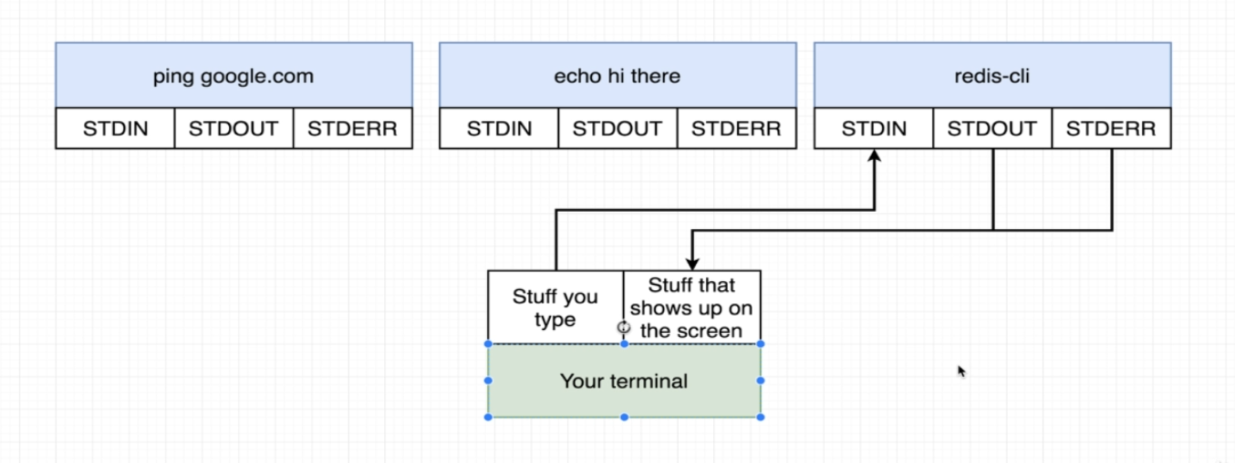 ping google.com
echo hi there
redis-cli
STDIN
STDOUT
STDERR
STDIN
STDOUT
STDERR
STDIN
STDOUT
STDERR
Stuff you
type
Stuff that
shows up on
the screen
Your terminal